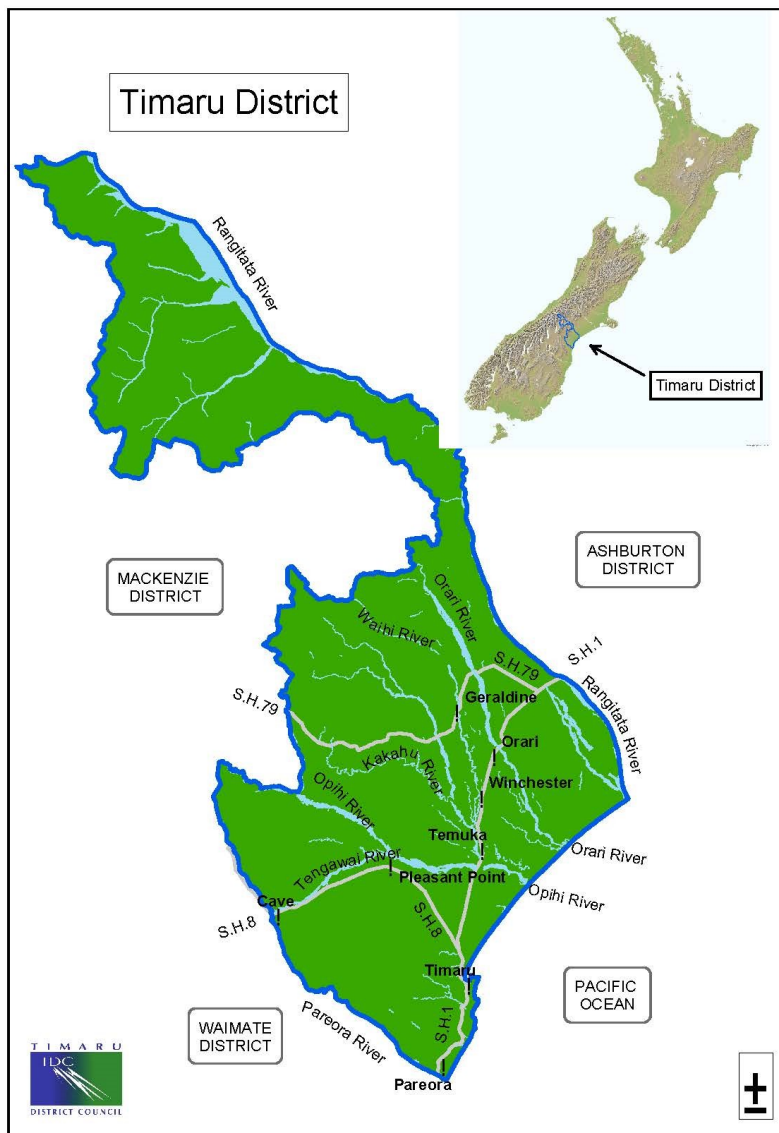 Timaru District
Timaru District
Rangitata River
ASHBURTON
DISTRICT
MACKENZIE
DISTRICT
Orari River
Waihi River
S.H.79
S.H.1
Rangitata River
S.H.79
Geraldine
Orari
Kakahu River
Winchester
Opihi River
Temuka
Orari River
Tengawai River
Pleasant Point
Opihi River
Cave
S.H.8
S.H.8
Timaru
PACIFIC
OCEAN
WAIMATE
DISTRICT
Pareora River
S.H.1
Pareora
TIMARU
TDC
DISTRICT COUNCIL